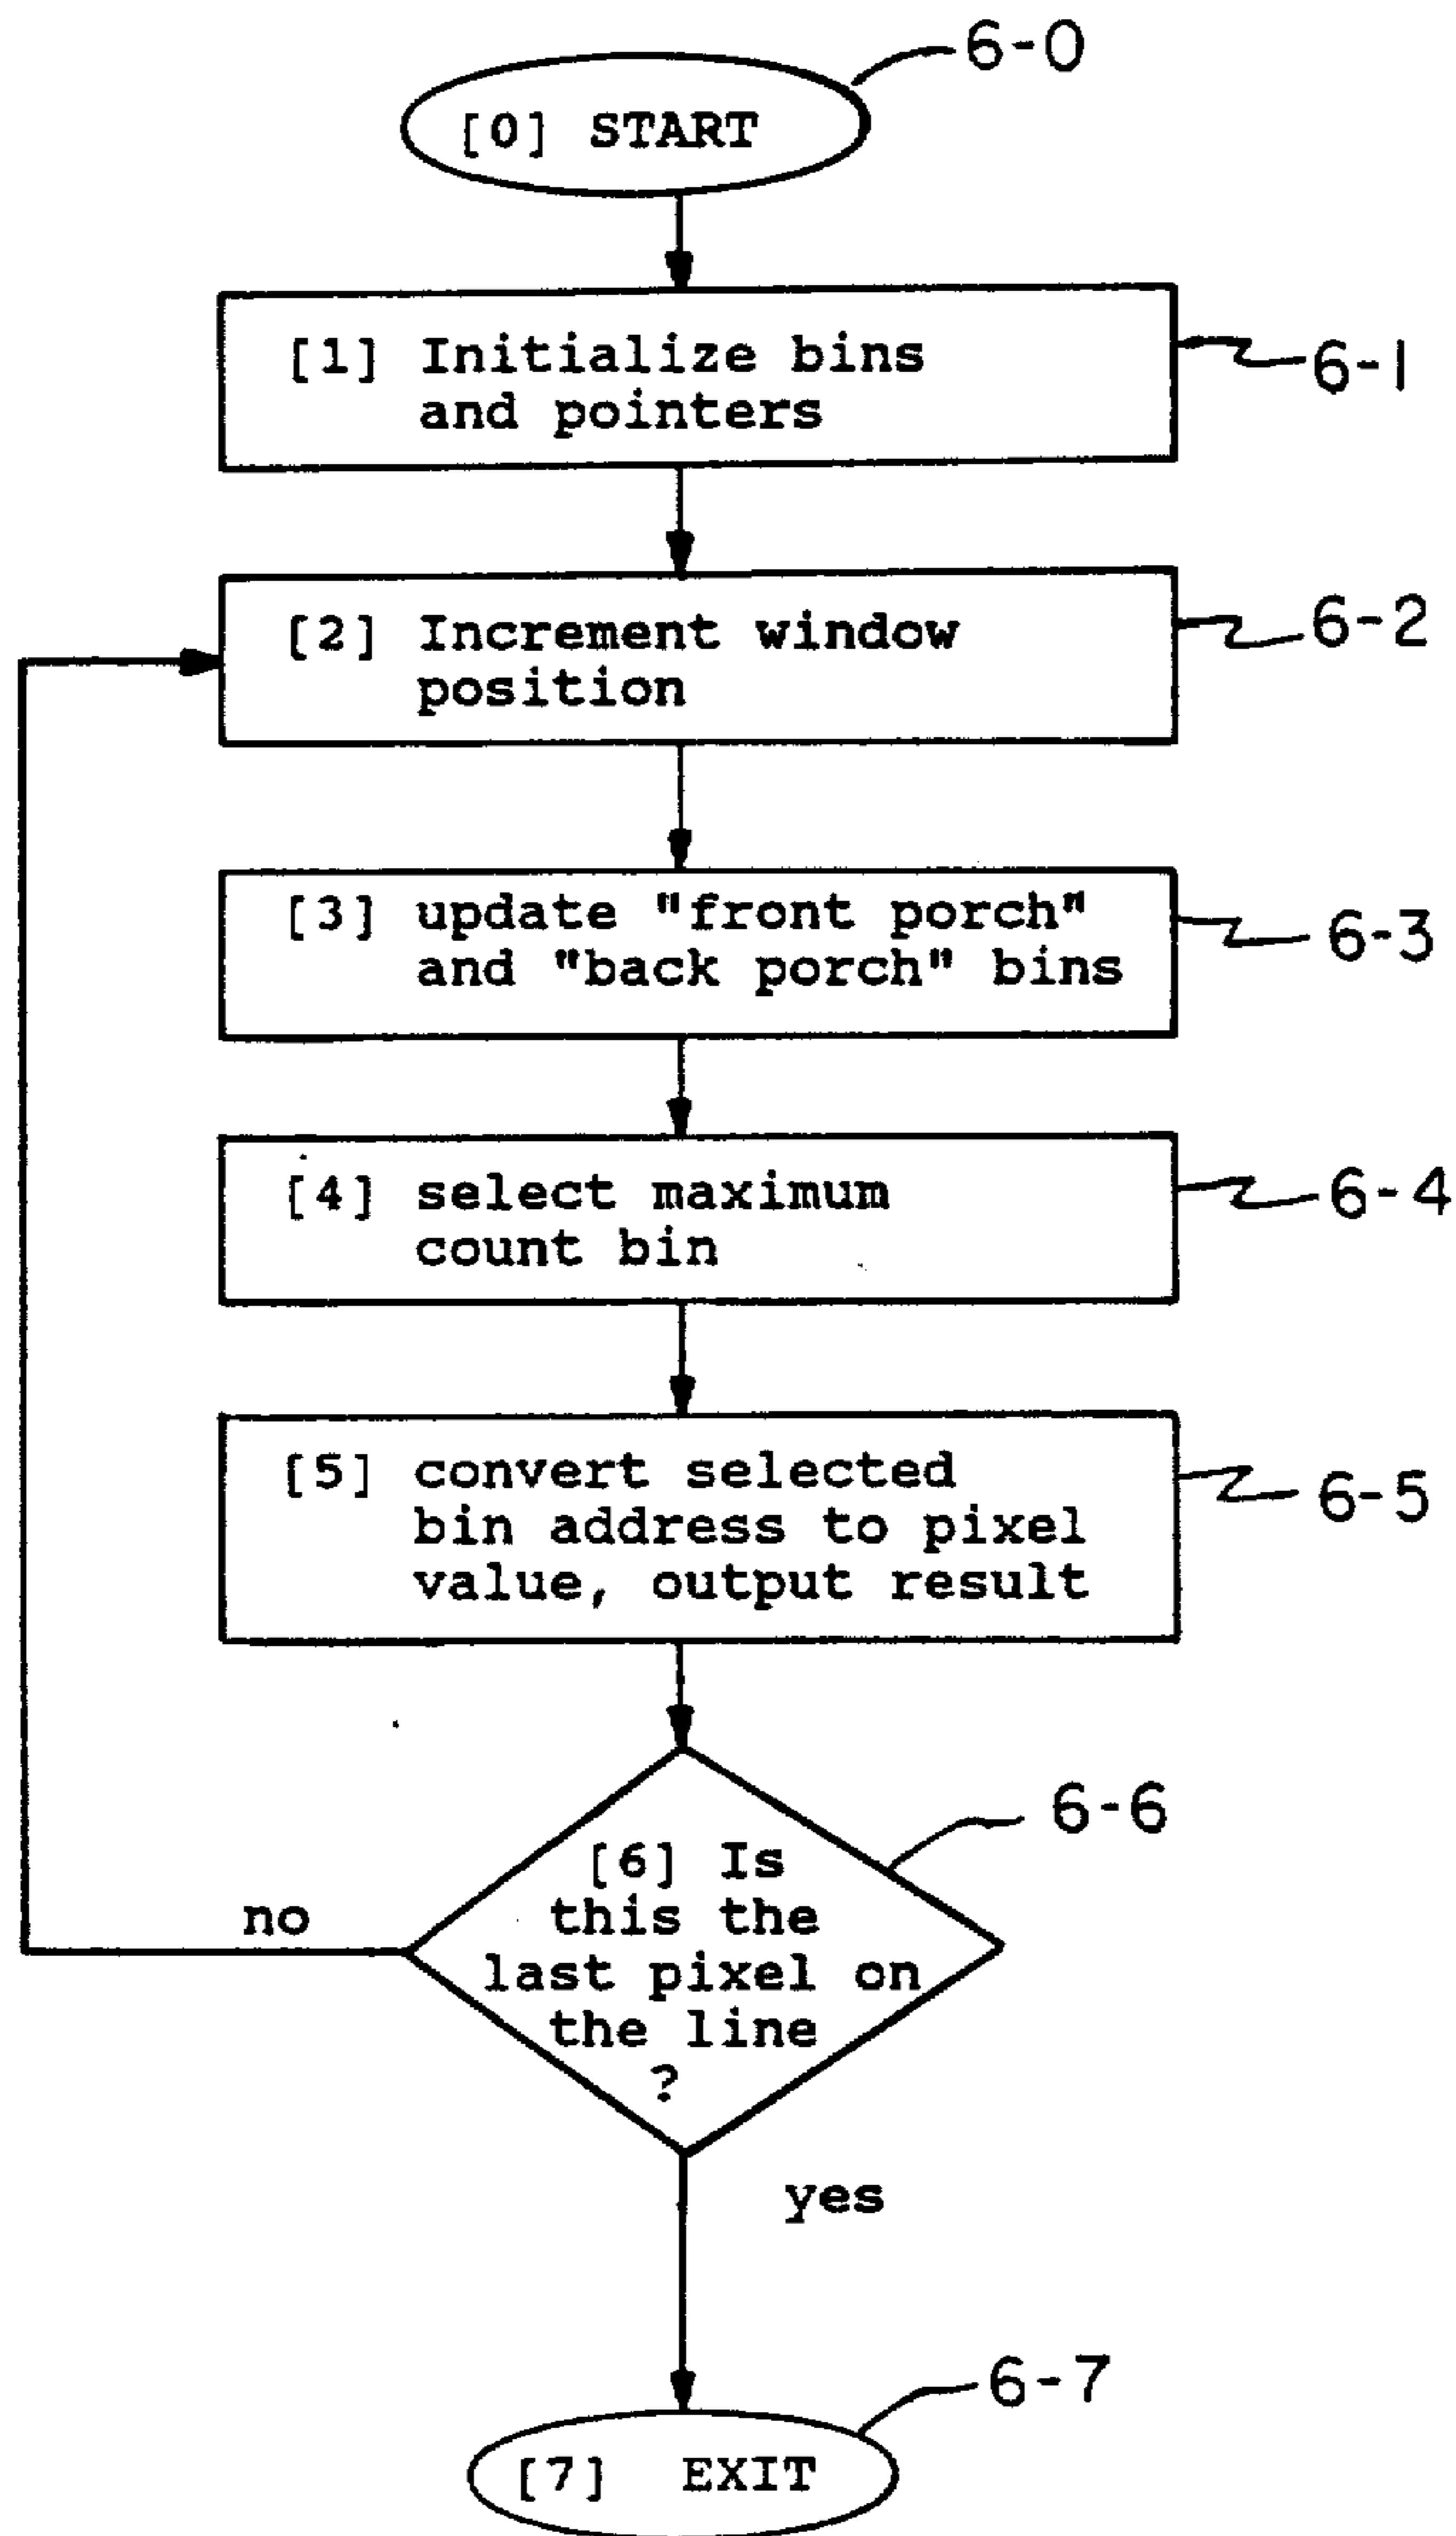 6-0
[0] START
[1] Initialize bins
and pointers
6-1
[2] Increment window
position
6-2
[3] update "front porch"
and "back porch" bins
6-3
[4] select maximum
count bin
6-4
[5] convert selected
bin address to pixel
value, output result
6-5
6-6
[6] Is
this the
last pixel on
the line
?
no
yes
6-7
[7] EXIT